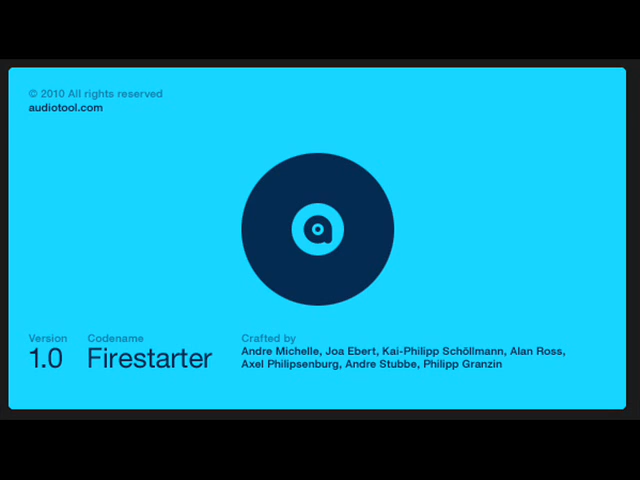 © 2010 All rights reserved
audiotool.com
Version
1.0
Codename
Firestarter
Crafted by
Andre Michelle, Joa Ebert, Kai-Philipp Schöllmann, Alan Ross,
Axel Philipsenburg, Andre Stubbe, Philipp Granzin